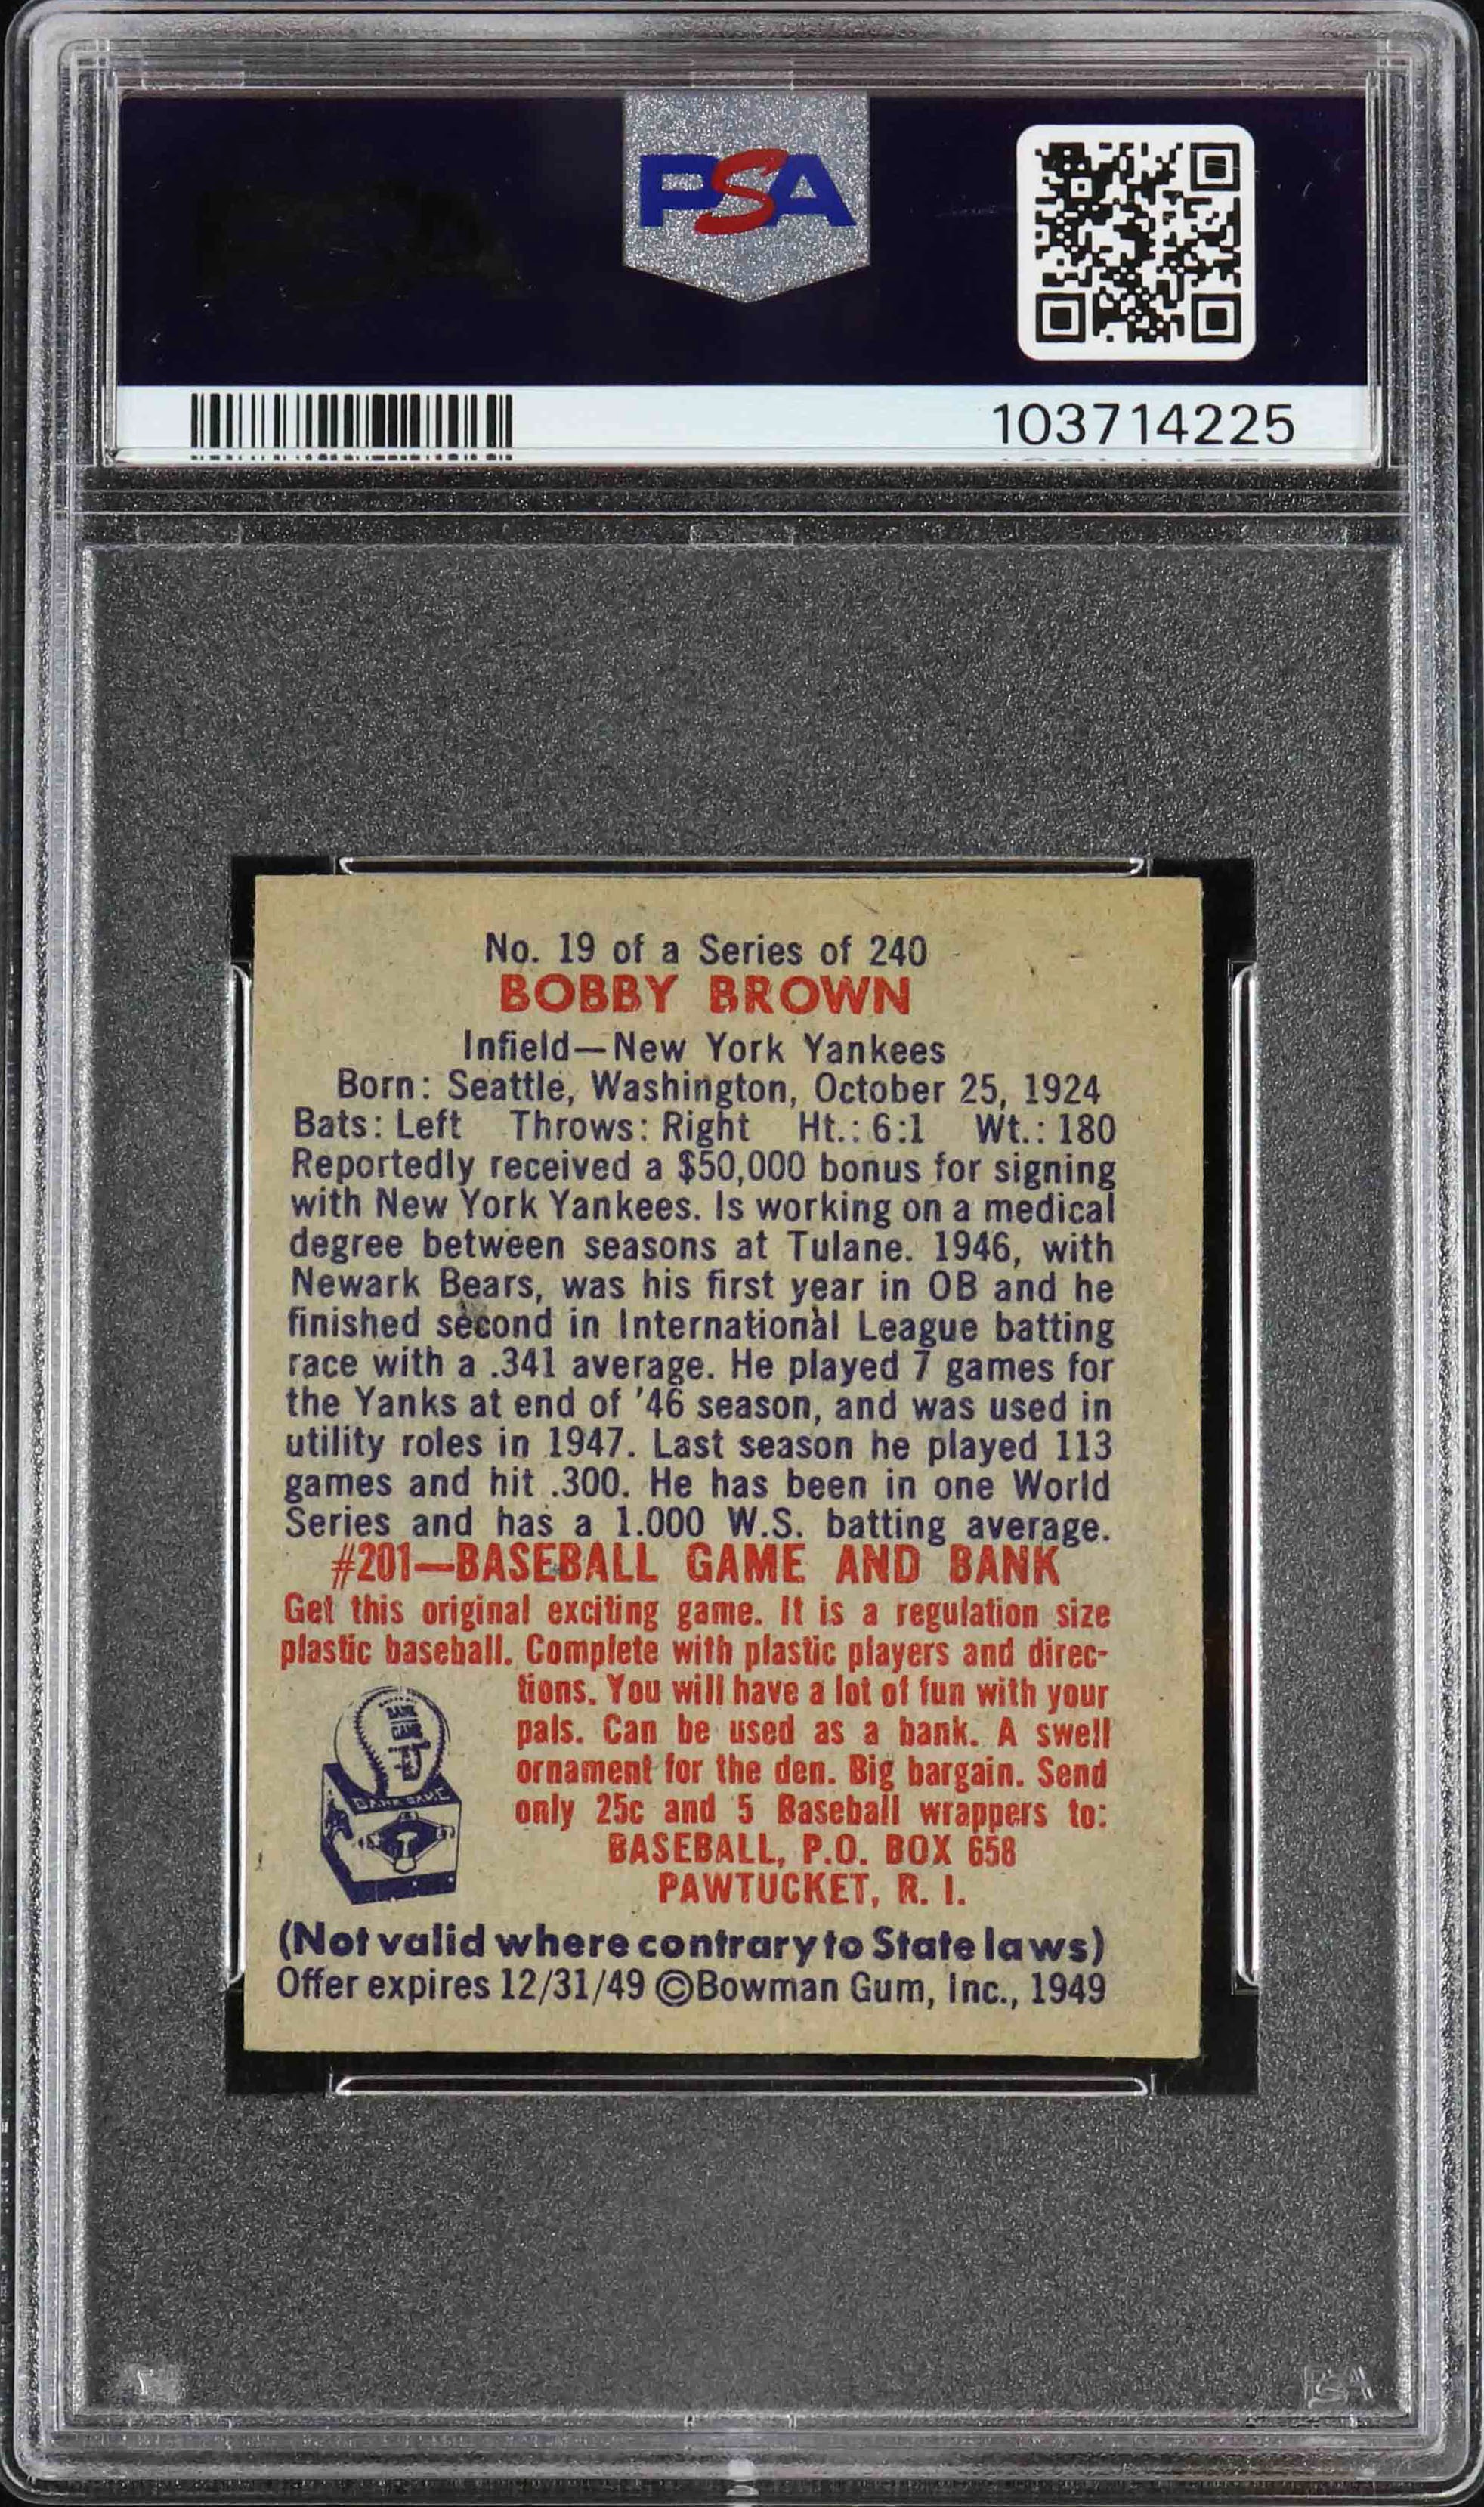 PSA
103714225
No. 19 of a Series of 240
BOBBY BROWN
Infield—New York Yankees
Born: Seattle, Washington, October 25, 1924
Bats: Left Throws: Right Ht.: 6:1 Wt.: 180
Reportedly received a $50,000 bonus for signing
with New York Yankees. Is working on a medical
degree between seasons at Tulane. 1946, with
Newark Bears, was his first year in OB and he
finished second in International League batting
race with a .341 average. He played 7 games for
the Yanks at end of '46 season, and was used in
utility roles in 1947. Last season he played 113
games and hit .300. He has been in one World
Series and has a 1.000 W.S. batting average.
#201—BASEBALL GAME AND BANK
Get this original exciting game. It is a regulation size
plastic baseball. Complete with plastic players and direc-
tions. You will have a lot of fun with your
pals. Can be used as a bank. A swell
ornament for the den. Big bargain. Send
only 25c and 5 Baseball wrappers to:
BASEBALL, P.O. BOX 658
PAWTUCKET, R. I.
BANK
GAME
BANK GAME
(Not valid where contrary to State laws)
Offer expires 12/31/49 ©Bowman Gum, Inc., 1949
PSA